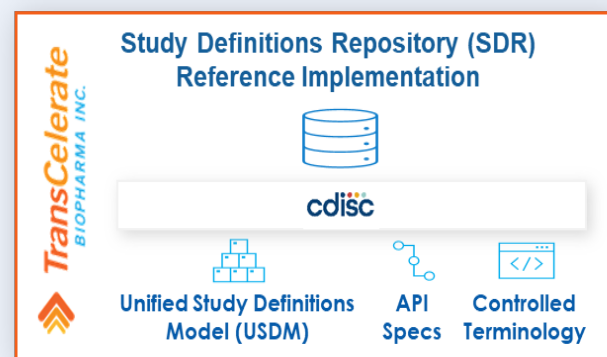 TransCelerate
BIOPHARMA INC.
Study Definitions Repository (SDR)
Reference Implementation
cdisc
Unified Study Definitions
Model (USDM)
API
Specs
</>
Controlled
Terminology